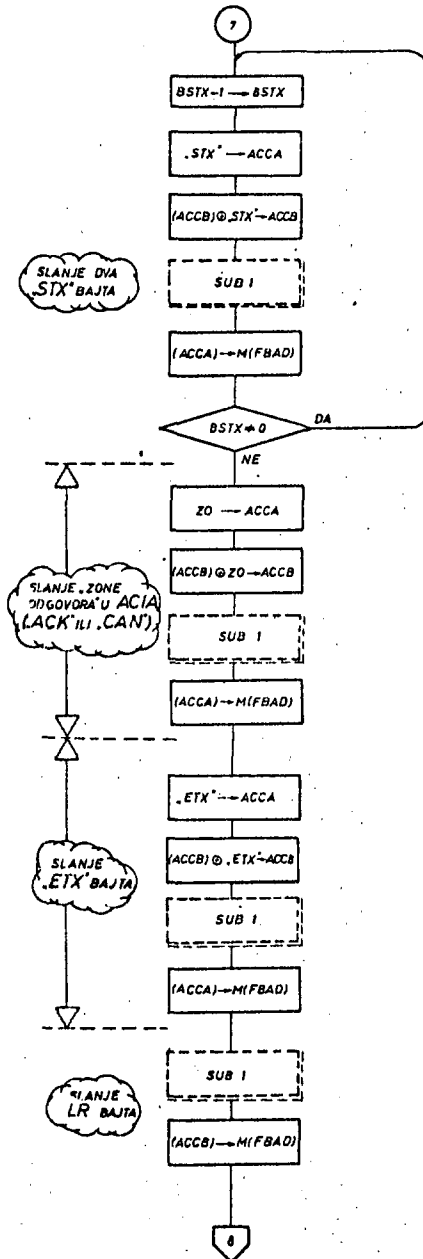 7
BSTX-1 → BSTX
„STX" → ACCA
(ACCB) ⊕ „STX" → ACCB
SLANJE DVA
„STX" BAJTA
SUB 1
(ACCA) → M(FBAD)
BSTX ≠ 0
DA
NE
ZO → ACCA
(ACCB) ⊕ ZO → ACCB
SLANJE „ZONE
ODGOVORA" U ACIA
(„ACK" ILI „CAN")
SUB 1
(ACCA) → M(FBAD)
„ETX" → ACCA
(ACCB) ⊕ „ETX" → ACCB
SLANJE
„ETX" BAJTA
SUB 1
(ACCA) → M(FBAD)
SUB 1
SLANJE
LR BAJTA
(ACCB) → M(FBAD)
8